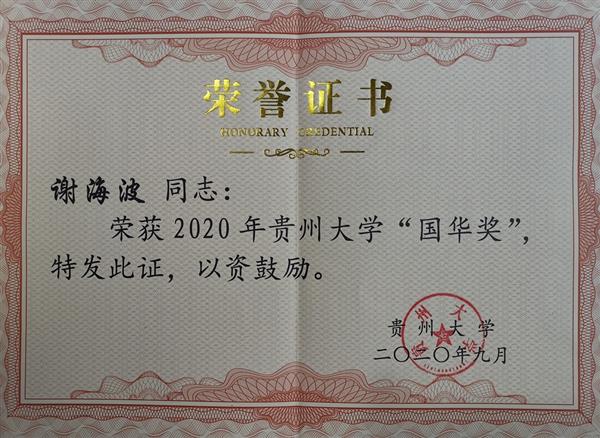 荣誉证书
HONORARY CREDENTIAL
谢海波 同志：
荣获2020年贵州大学“国华奖”，
特发此证，以资鼓励。
贵州大学
二〇二〇年九月